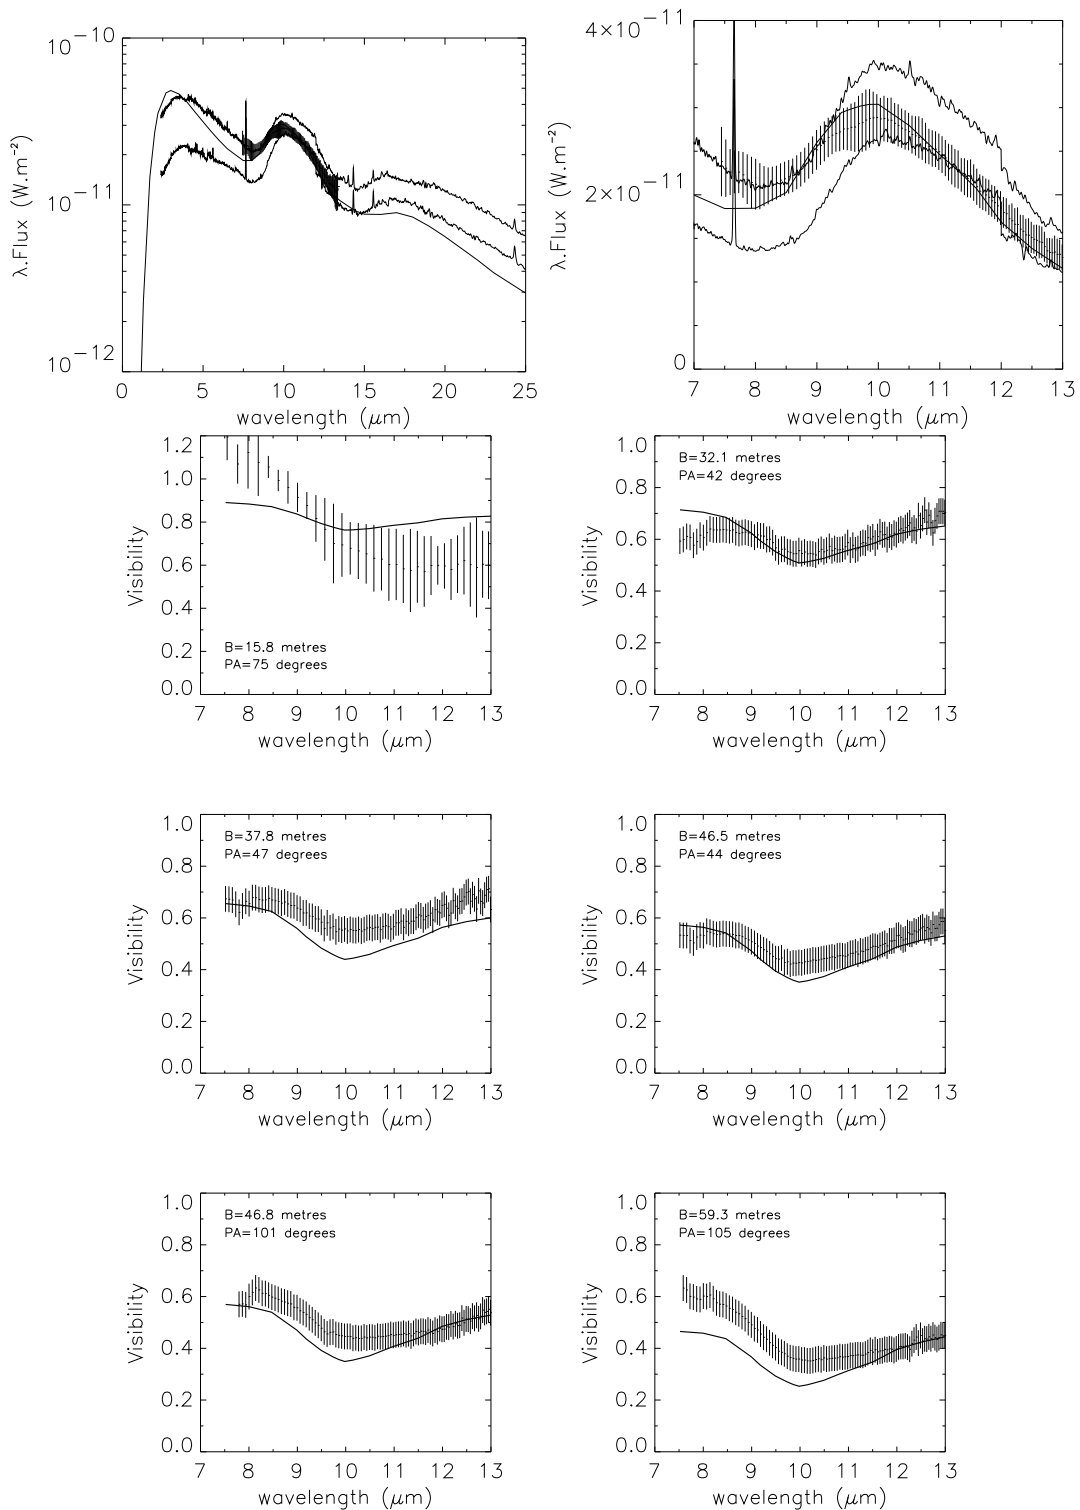 10⁻¹⁰
10⁻¹¹
10⁻¹²
λ.Flux (W.m⁻²)
0 5 10 15 20 25
wavelength (μm)
4×10⁻¹¹
2×10⁻¹¹
0
λ.Flux (W.m⁻²)
7 8 9 10 11 12 13
wavelength (μm)
1.2
1.0
0.8
0.6
0.4
0.2
0.0
Visibility
B=15.8 metres
PA=75 degrees
7 8 9 10 11 12 13
wavelength (μm)
1.0
0.8
0.6
0.4
0.2
0.0
Visibility
B=32.1 metres
PA=42 degrees
7 8 9 10 11 12 13
wavelength (μm)
1.0
0.8
0.6
0.4
0.2
0.0
Visibility
B=37.8 metres
PA=47 degrees
7 8 9 10 11 12 13
wavelength (μm)
1.0
0.8
0.6
0.4
0.2
0.0
Visibility
B=46.5 metres
PA=44 degrees
7 8 9 10 11 12 13
wavelength (μm)
1.0
0.8
0.6
0.4
0.2
0.0
Visibility
B=46.8 metres
PA=101 degrees
7 8 9 10 11 12 13
wavelength (μm)
1.0
0.8
0.6
0.4
0.2
0.0
Visibility
B=59.3 metres
PA=105 degrees
7 8 9 10 11 12 13
wavelength (μm)